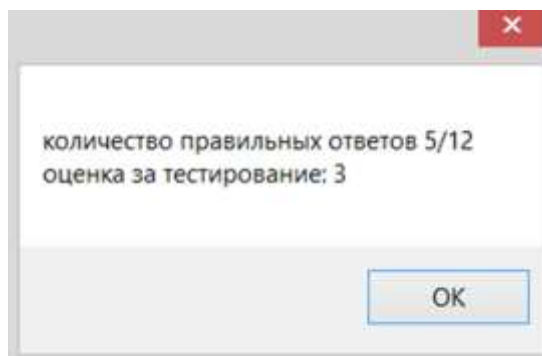 количество правильных ответов 5/12
оценка за тестирование: 3
OK